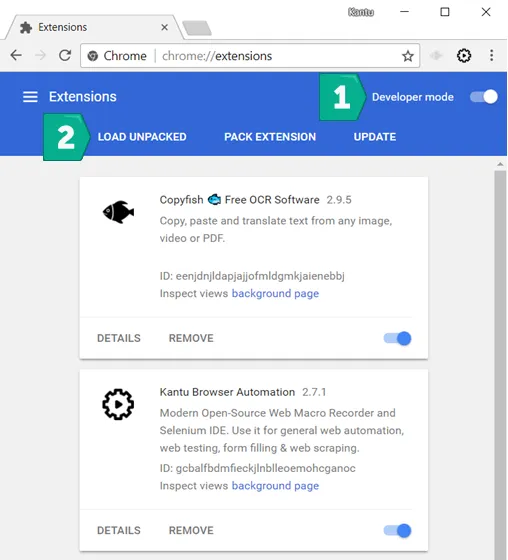 Kantu
Extensions
Chrome | chrome://extensions
Extensions
1
Developer mode
2
LOAD UNPACKED PACK EXTENSION UPDATE
Copyfish Free OCR Software 2.9.5
Copy, paste and translate text from any image,
video or PDF.
ID: eenjdnjldapjajjofmldgmkjaienebbj
Inspect views background page
DETAILS REMOVE
Kantu Browser Automation 2.7.1
Modern Open-Source Web Macro Recorder and
Selenium IDE. Use it for general web automation,
web testing, form filling & web scraping.
ID: gcbalfbdmfieckjlnblleoemohcganoc
Inspect views background page
DETAILS REMOVE